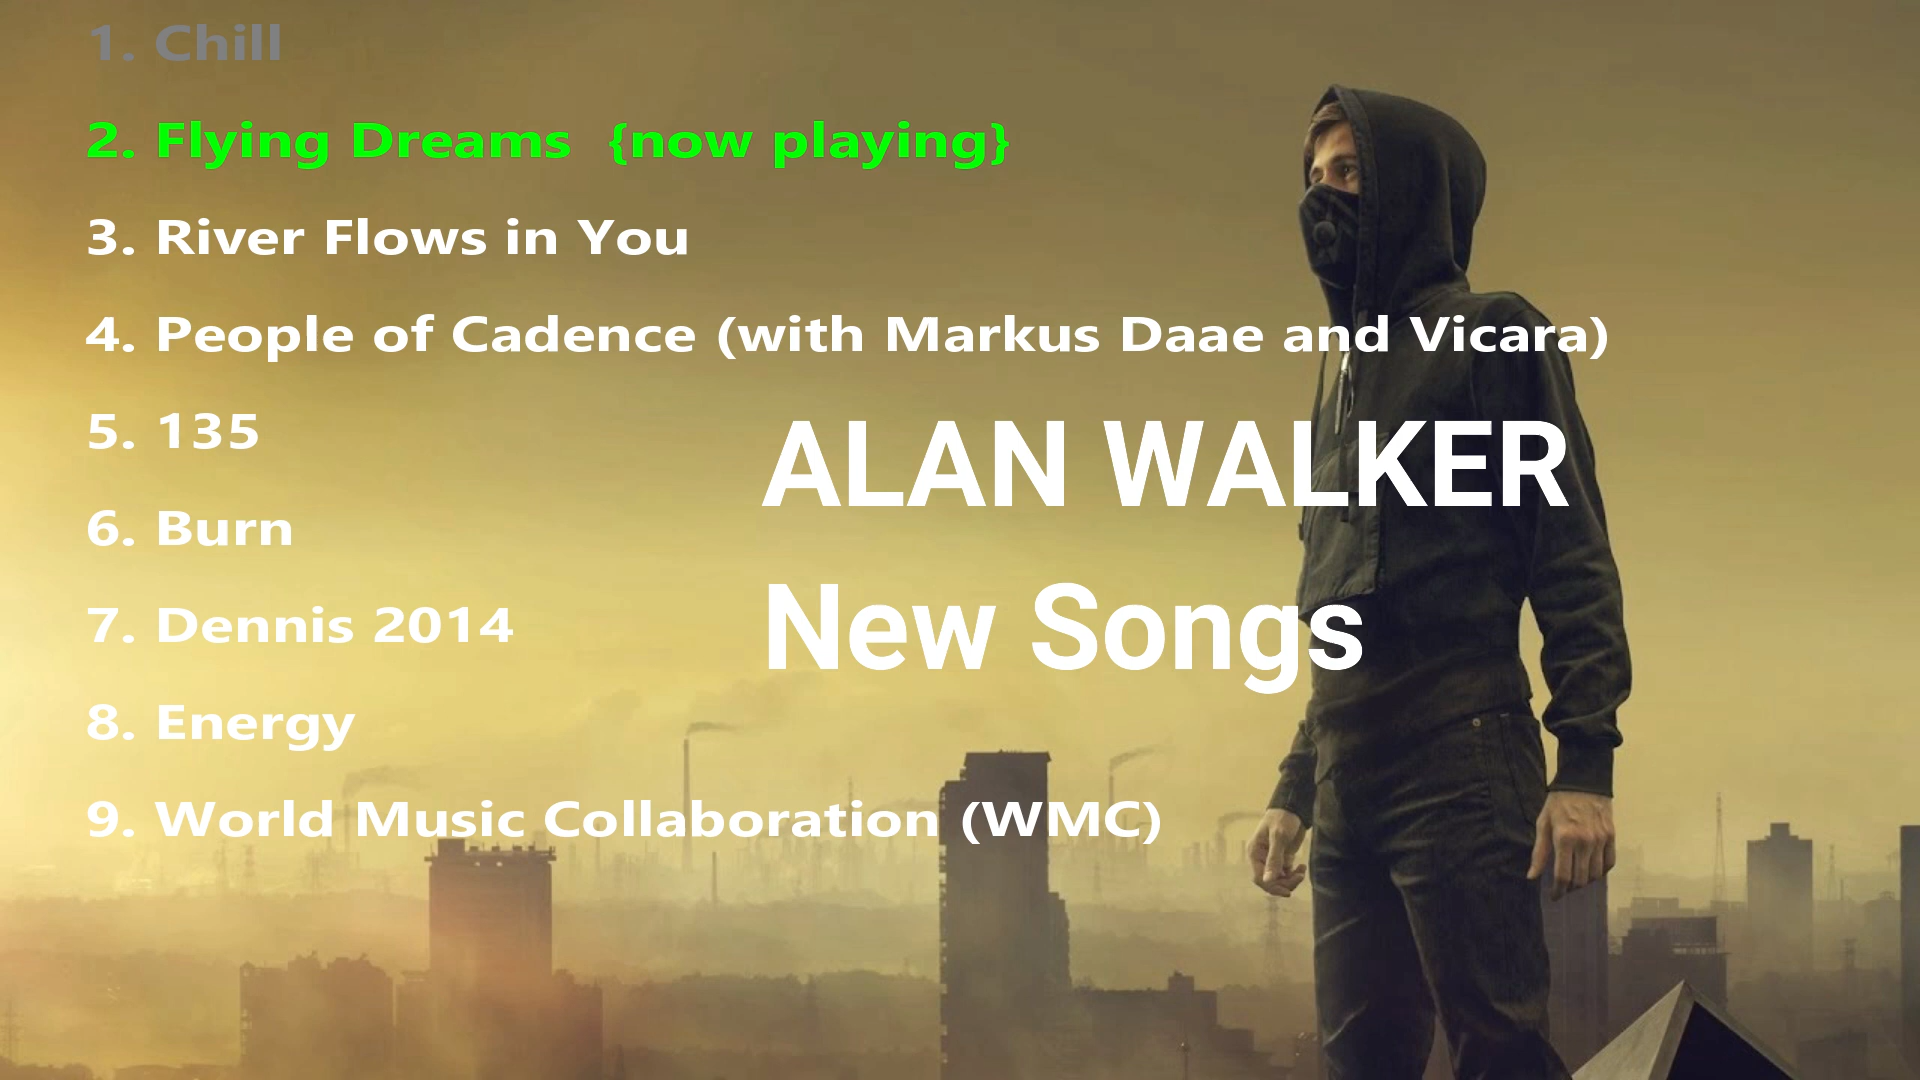 1. Chill
2. Flying Dreams  {now playing}
3. River Flows in You
4. People of Cadence (with Markus Daae and Vicara)
5. 135
6. Burn
7. Dennis 2014
8. Energy
9. World Music Collaboration (WMC)
ALAN WALKER
New Songs